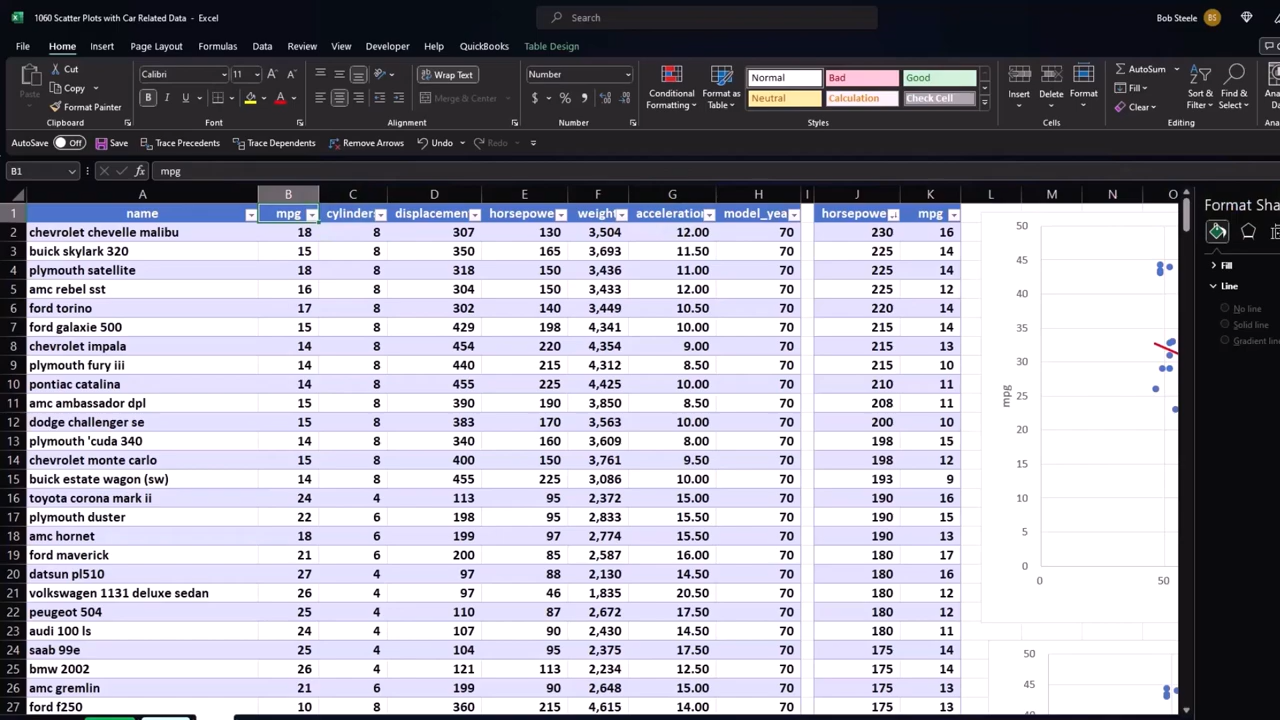 1060 Scatter Plots with Car Related Data - Excel
Search
Bob Steele
BS
File Home Insert Page Layout Formulas Data Review View Developer Help QuickBooks Table Design
Paste
Cut
Copy
Format Painter
Clipboard
Calibri 11
B I U
Font
Wrap Text
Merge & Center
Alignment
Number
$ % ,
Number
Conditional Formatting
Format as Table
Normal Bad Good
Neutral Calculation Check Cell
Styles
Insert Delete Format
Cells
AutoSum
Fill
Clear
Sort & Filter
Find & Select
Editing
AutoSave Off Save Trace Precedents Trace Dependents Remove Arrows Undo Redo
B1 fx mpg
A B C D E F G H I J K L M N O
1 name mpg cylinder displacemen horsepowe weight acceleration model_yea horsepowe mpg
2 chevrolet chevelle malibu 18 8 307 130 3,504 12.00 70 230 16
3 buick skylark 320 15 8 350 165 3,693 11.50 70 225 14
4 plymouth satellite 18 8 318 150 3,436 11.00 70 225 14
5 amc rebel sst 16 8 304 150 3,433 12.00 70 225 12
6 ford torino 17 8 302 140 3,449 10.50 70 220 14
7 ford galaxie 500 15 8 429 198 4,341 10.00 70 215 14
8 chevrolet impala 14 8 454 220 4,354 9.00 70 215 13
9 plymouth fury iii 14 8 440 215 4,312 8.50 70 215 10
10 pontiac catalina 14 8 455 225 4,425 10.00 70 210 11
11 amc ambassador dpl 15 8 390 190 3,850 8.50 70 208 11
12 dodge challenger se 15 8 383 170 3,563 10.00 70 200 10
13 plymouth 'cuda 340 14 8 340 160 3,609 8.00 70 198 15
14 chevrolet monte carlo 15 8 400 150 3,761 9.50 70 198 12
15 buick estate wagon (sw) 14 8 455 225 3,086 10.00 70 193 9
16 toyota corona mark ii 24 4 113 95 2,372 15.00 70 190 16
17 plymouth duster 22 6 198 95 2,833 15.50 70 190 15
18 amc hornet 18 6 199 97 2,774 15.50 70 190 13
19 ford maverick 21 6 200 85 2,587 16.00 70 180 17
20 datsun pl510 27 4 97 88 2,130 14.50 70 180 16
21 volkswagen 1131 deluxe sedan 26 4 97 46 1,835 20.50 70 180 12
22 peugeot 504 25 4 110 87 2,672 17.50 70 180 12
23 audi 100 ls 24 4 107 90 2,430 14.50 70 180 11
24 saab 99e 25 4 104 95 2,375 17.50 70 175 14
25 bmw 2002 26 4 121 113 2,234 12.50 70 175 14
26 amc gremlin 21 6 199 90 2,648 15.00 70 175 13
27 ford f250 10 8 360 215 4,615 14.00 70 175 13
50
45
40
35
30
25
20
15
10
5
0
0 50
mpg
50
45
Format Sha
Fill
Line
No line
Solid line
Gradient line